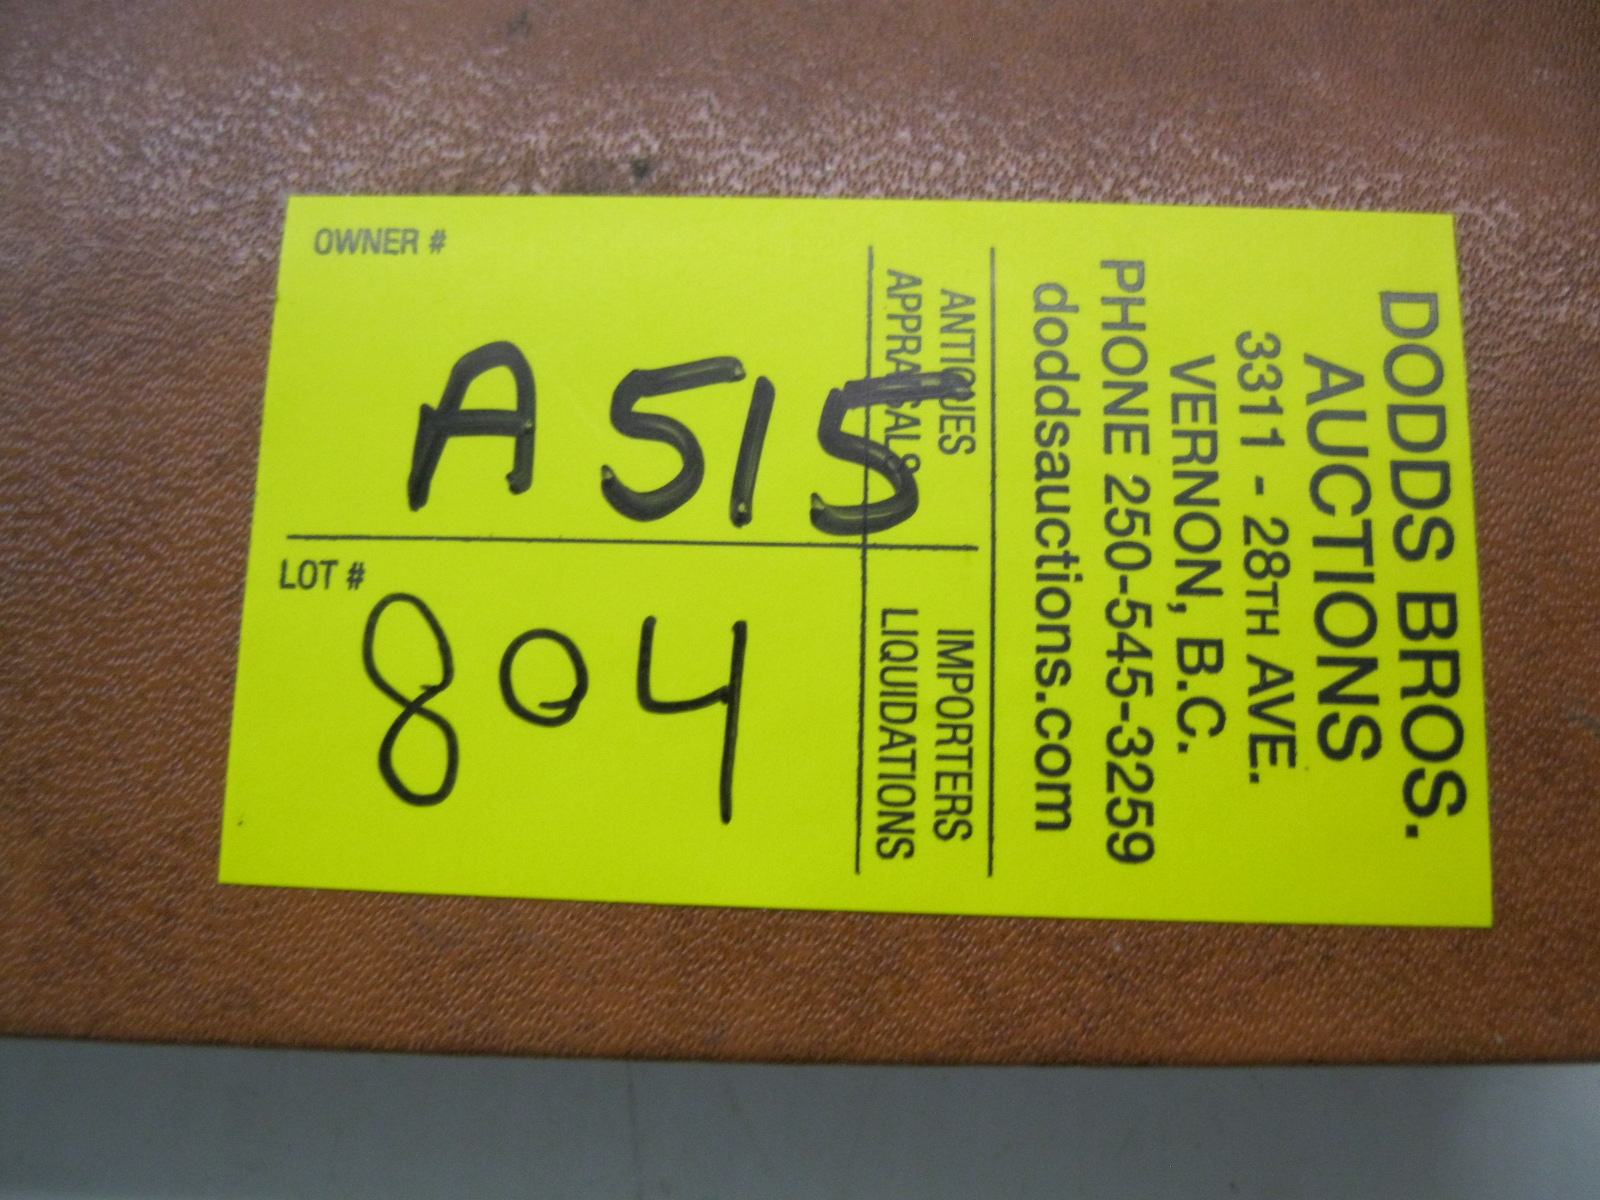 DODDS BROS.
AUCTIONS
3311 - 28TH AVE.
VERNON, B.C.
PHONE 250-545-3259
doddsauctions.com
ANTIQUES
APPRAISALS
IMPORTERS
LIQUIDATIONS
OWNER #
A515
LOT #
804